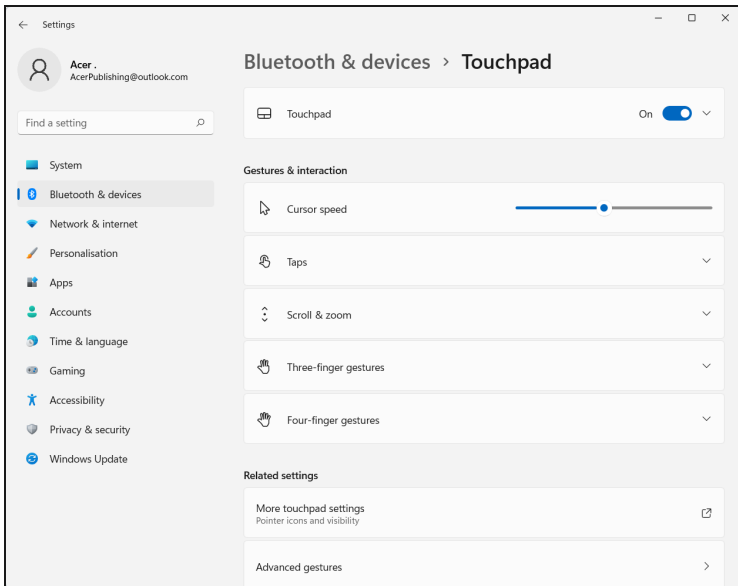 Settings
Acer .
AcerPublishing@outlook.com
Find a setting
System
Bluetooth & devices
Network & internet
Personalisation
Apps
Accounts
Time & language
Gaming
Accessibility
Privacy & security
Windows Update
Bluetooth & devices > Touchpad
Touchpad On
Gestures & interaction
Cursor speed
Taps
Scroll & zoom
Three-finger gestures
Four-finger gestures
Related settings
More touchpad settings
Pointer icons and visibility
Advanced gestures